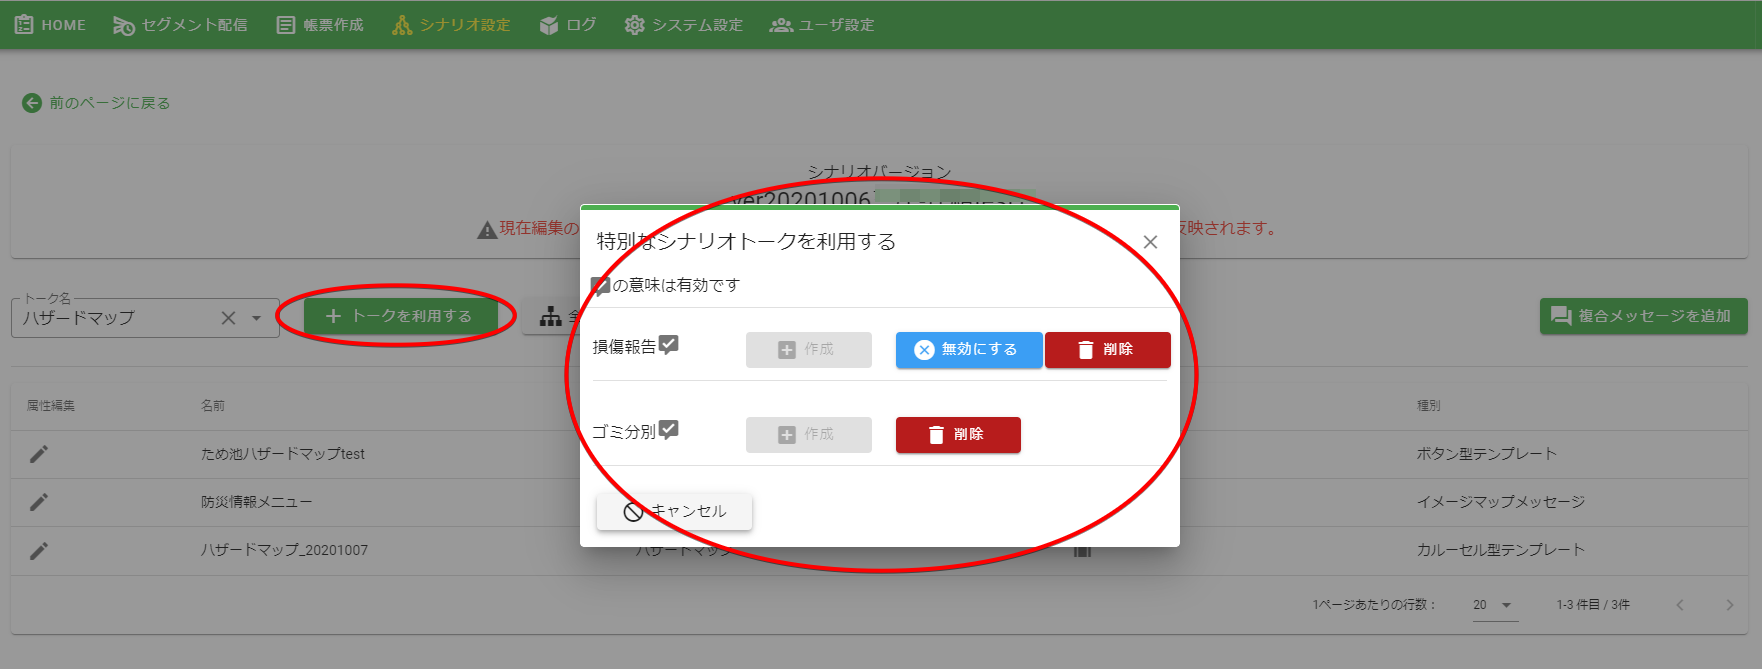 HOME セグメント配信 帳票作成 シナリオ設定 ログ システム設定 ユーザ設定
前のページに戻る
シナリオバージョン
ver20201006
現在編集の
反映されます。
特別なシナリオトークを利用する
の意味は有効です
トーク名
ハザードマップ
トークを利用する
全
複合メッセージを追加
損傷報告 作成 無効にする 削除
ゴミ分別 作成 削除
キャンセル
属性編集 名前 種別
ため池ハザードマップtest ボタン型テンプレート
防災情報メニュー イメージマップメッセージ
ハザードマップ_20201007 ハザードマップ カルーセル型テンプレート
1ページあたりの行数： 20 1-3 件目 / 3件